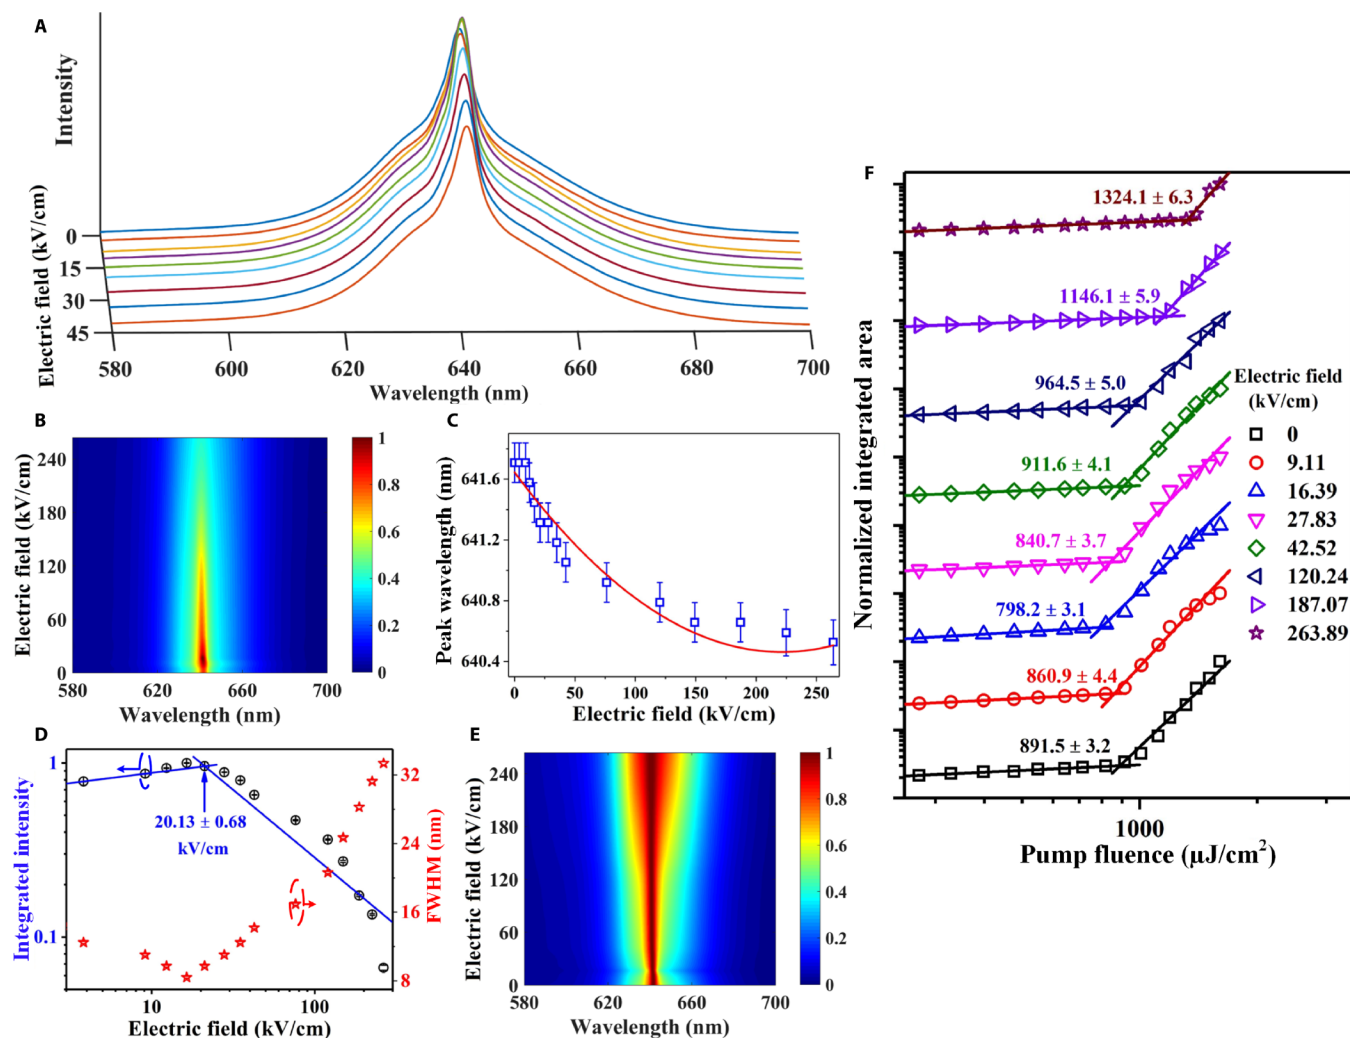 A
Intensity
Electric field (kV/cm)
0
15
30
45
580
600
620
640
660
680
700
Wavelength (nm)
B
Electric field (kV/cm)
240
180
120
60
0
580
620
660
700
Wavelength (nm)
1
0.8
0.6
0.4
0.2
0
C
Peak wavelength (nm)
641.6
641.2
640.8
640.4
0
50
100
150
200
250
Electric field (kV/cm)
D
Integrated intensity
1
0.1
20.13 ± 0.68
kV/cm
32
24
16
8
FWHM (nm)
10
100
Electric field (kV/cm)
E
Electric field (kV/cm)
240
180
120
60
0
580
620
660
700
Wavelength (nm)
1
0.8
0.6
0.4
0.2
0
F
Normalized integrated area
1324.1 ± 6.3
1146.1 ± 5.9
964.5 ± 5.0
911.6 ± 4.1
840.7 ± 3.7
798.2 ± 3.1
860.9 ± 4.4
891.5 ± 3.2
1000
Pump fluence (µJ/cm²)
Electric field
(kV/cm)
0
9.11
16.39
27.83
42.52
120.24
187.07
263.89